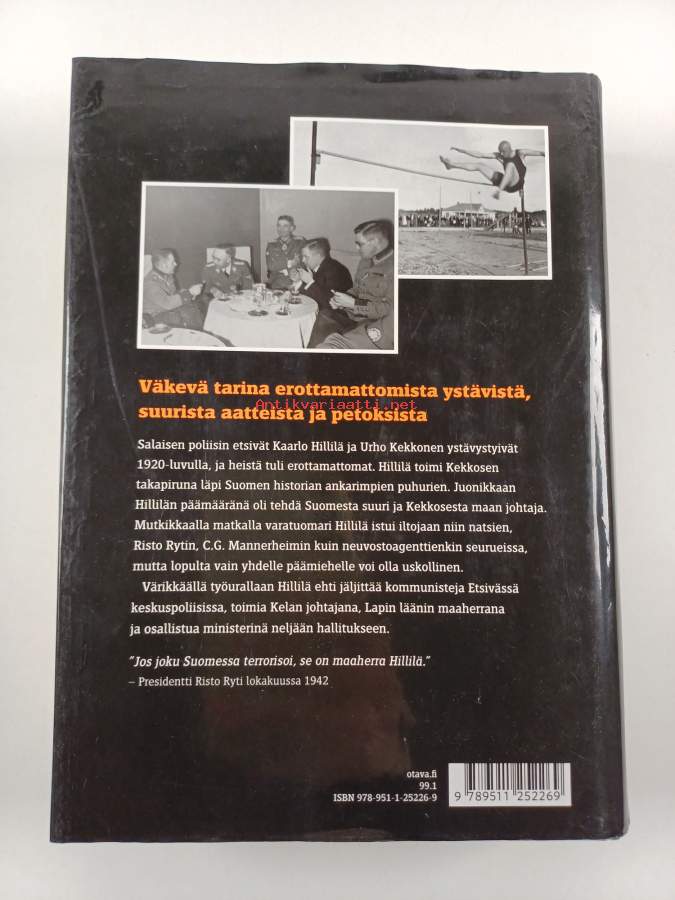 Väkevä tarina erottamattomista ystävistä,
Antikvariaatti.net
suurista aatteista ja petoksista
Salaisen poliisin etsivät Kaarlo Hillilä ja Urho Kekkonen ystävystyivät
1920-luvulla, ja heistä tuli erottamattomat. Hillilä toimi Kekkosen
takapiruna läpi Suomen historian ankarimpien puhurien. Juonikkaan
Hillilän päämääränä oli tehdä Suomesta suuri ja Kekkosesta maan johtaja.
Mutkikkaalla matkalla varatuomari Hillilä istui iltojaan niin natsien,
Risto Rytin, C.G. Mannerheimin kuin neuvostoagenttienkin seurueissa,
mutta lopulta vain yhdelle päämiehelle voi olla uskollinen.
Värikkäällä työurallaan Hillilä ehti jäljittää kommunisteja Etsivässä
keskuspoliisissa, toimia Kelan johtajana, Lapin läänin maaherrana
ja osallistua ministerinä neljään hallitukseen.
"Jos joku Suomessa terrorisoi, se on maaherra Hillilä."
– Presidentti Risto Ryti lokakuussa 1942
otava.fi
99.1
ISBN 978-951-1-25226-9
9 789511 252269